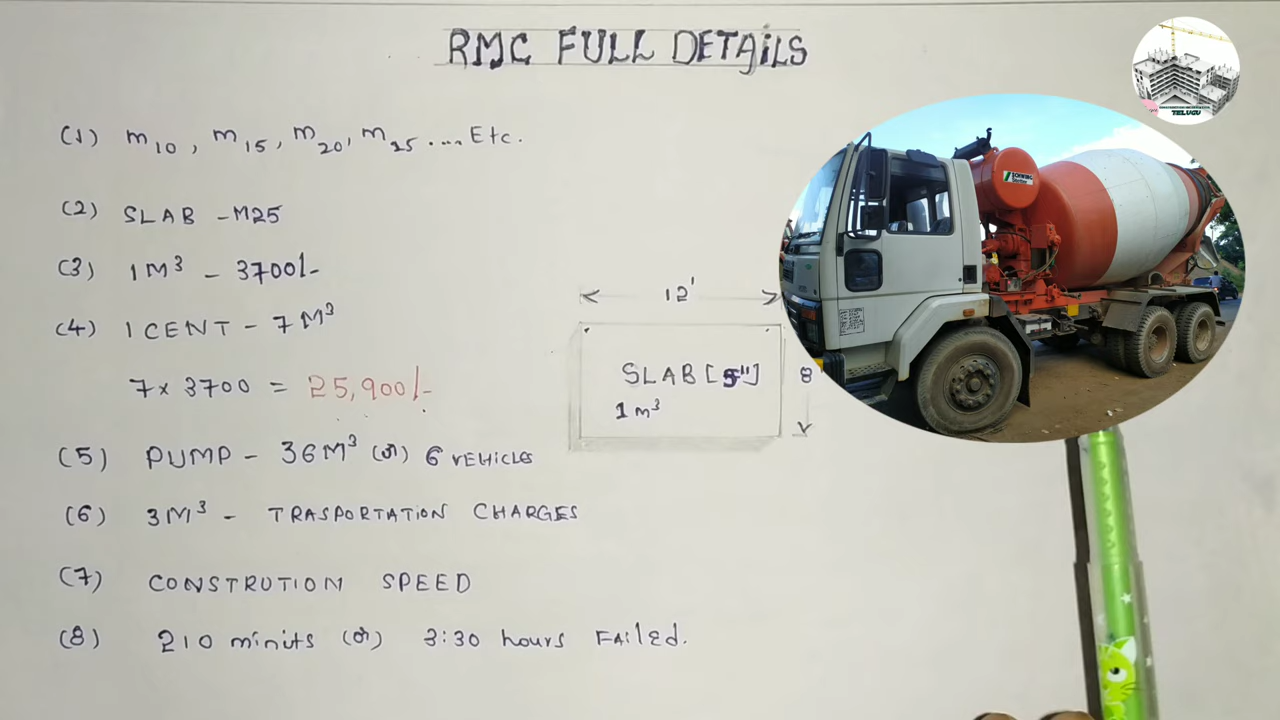 RMC FULL DETAILS
(1) M10, M15, M20, M25 .... Etc.
(2) SLAB - M25
(3) 1M³ - 3700/-
(4) 1 CENT - 7M³
7 x 3700 = 25,900/-
(5) PUMP - 36M³ (or) 6 VEHICLES
(6) 3M³ - TRASPORTATION CHARGES
(7) CONSTRUTION SPEED
(8) 210 minits (or) 3:30 hours FAILED.
12'
SLAB [5"]
1m³
8
SCHWING
TELUGU